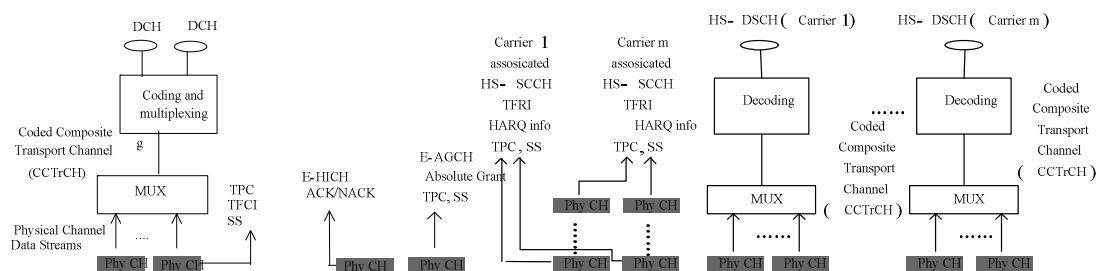 DCH
DCH
Coding and
multiplexing
g
Coded Composite
Transport Channel
(CCTrCH)
MUX
TPC
TFCI
SS
Physical Channel
Data Streams
....
Phy CH
Phy CH
E-HICH
ACK/NACK
Phy CH
E-AGCH
Absolute Grant
TPC, SS
Phy CH
Carrier 1
assosicated
HS- SCCH
TFRI
HARQ info
TPC, SS
Carrier m
assosicated
HS- SCCH
TFRI
HARQ info
TPC, SS
Phy CH
Phy CH
Phy CH
Phy CH
HS- DSCH( Carrier 1)
Decoding
Coded
Composite
Transport
Channel
( CCTrCH)
MUX
......
Phy CH
Phy CH
......
HS- DSCH( Carrier m)
Decoding
Coded
Composite
Transport
Channel
( CCTrCH)
MUX
......
Phy CH
Phy CH